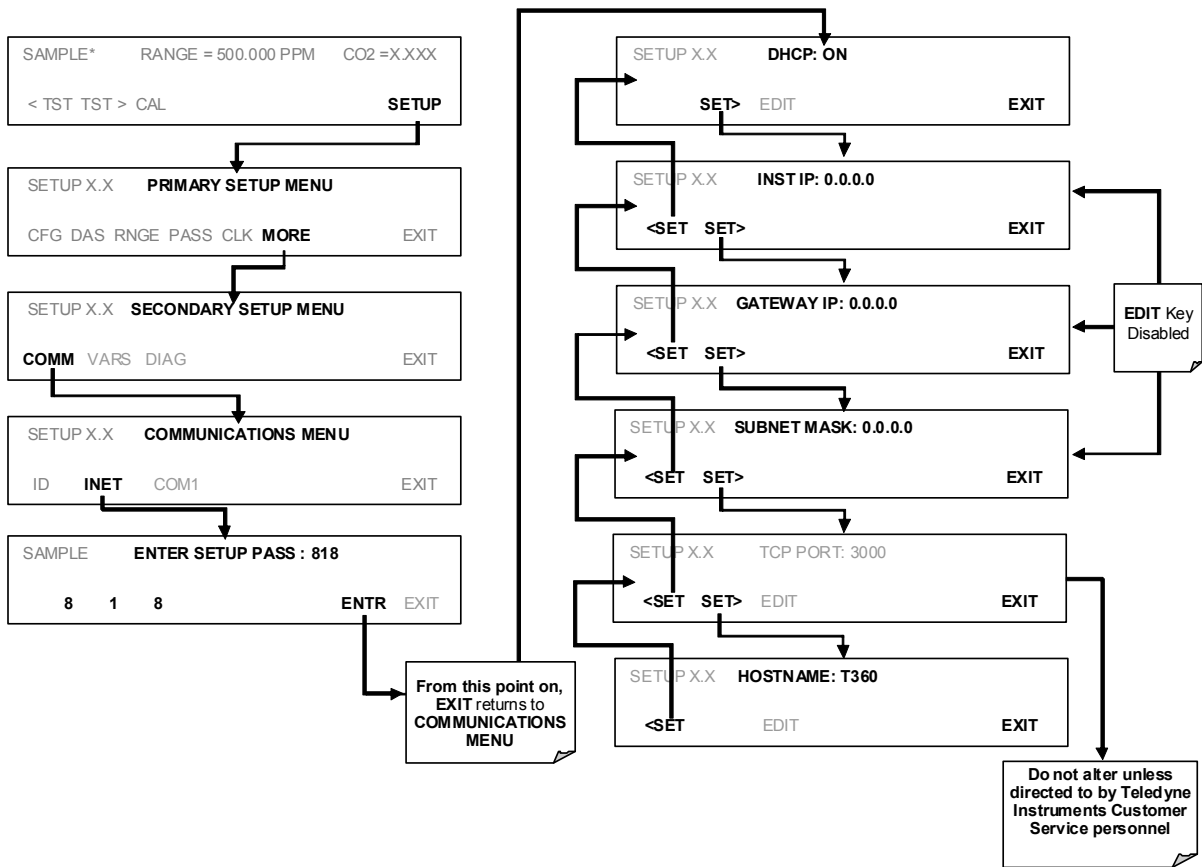 SAMPLE* RANGE = 500.000 PPM CO2 =X.XXX
< TST TST > CAL SETUP
SETUP X.X PRIMARY SETUP MENU
CFG DAS RNGE PASS CLK MORE EXIT
SETUP X.X SECONDARY SETUP MENU
COMM VARS DIAG EXIT
SETUP X.X COMMUNICATIONS MENU
ID INET COM1 EXIT
SAMPLE ENTER SETUP PASS : 818
8 1 8 ENTR EXIT
From this point on,
EXIT returns to
COMMUNICATIONS
MENU
SETUP X.X DHCP: ON
SET> EDIT EXIT
SETUP X.X INST IP: 0.0.0.0
<SET SET> EXIT
SETUP X.X GATEWAY IP: 0.0.0.0
<SET SET> EXIT
SETUP X.X SUBNET MASK: 0.0.0.0
<SET SET> EXIT
SETUP X.X TCP PORT: 3000
<SET SET> EDIT EXIT
SETUP X.X HOSTNAME: T360
<SET EDIT EXIT
EDIT Key
Disabled
Do not alter unless
directed to by Teledyne
Instruments Customer
Service personnel